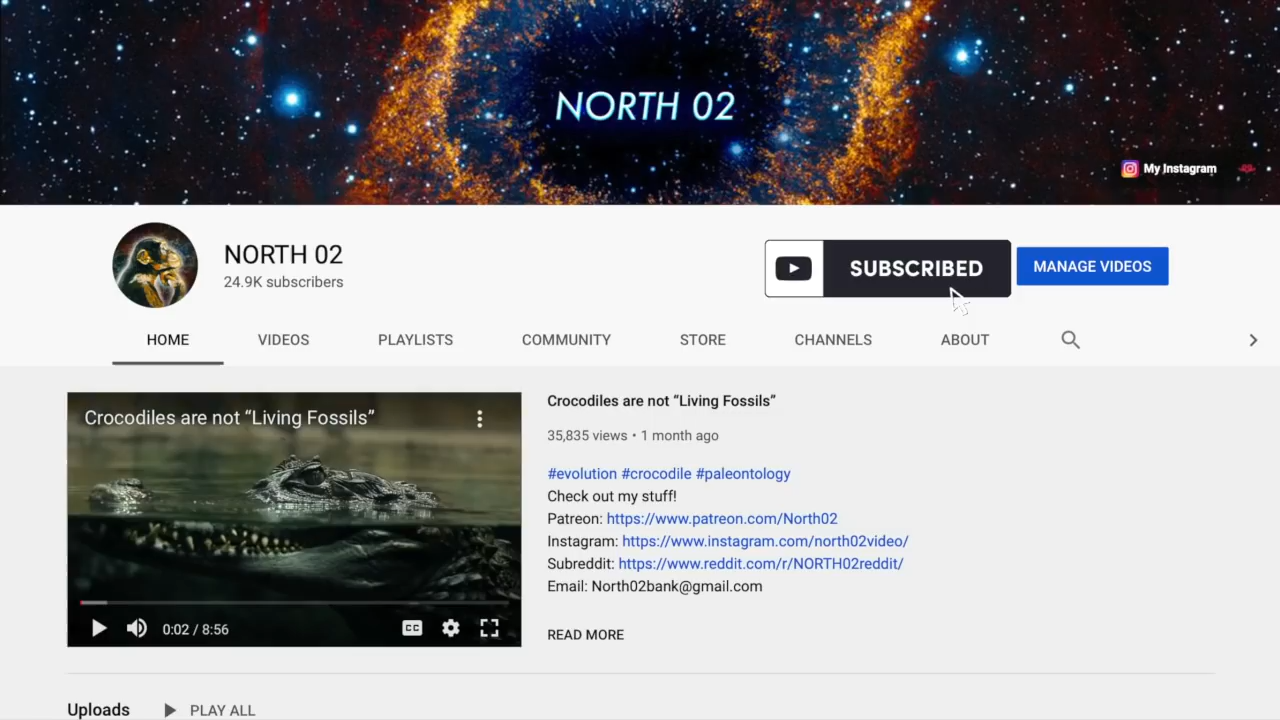 NORTH 02
My Instagram
NORTH 02
24.9K subscribers
SUBSCRIBED
MANAGE VIDEOS
HOME VIDEOS PLAYLISTS COMMUNITY STORE CHANNELS ABOUT
Crocodiles are not “Living Fossils”
0:02 / 8:56
CC
Crocodiles are not “Living Fossils”
35,835 views • 1 month ago
#evolution #crocodile #paleontology
Check out my stuff!
Patreon: https://www.patreon.com/North02
Instagram: https://www.instagram.com/north02video/
Subreddit: https://www.reddit.com/r/NORTH02reddit/
Email: North02bank@gmail.com
READ MORE
Uploads PLAY ALL